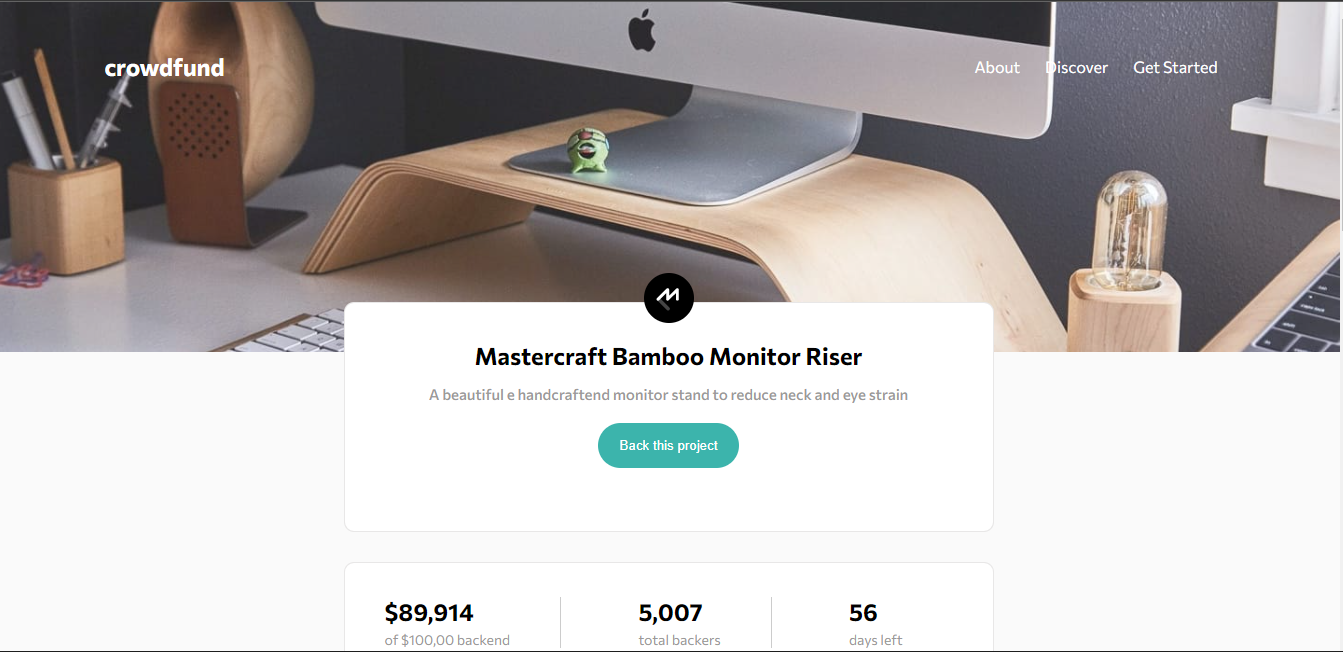 crowdfund
About Discover Get Started
Mastercraft Bamboo Monitor Riser
A beautiful e handcraftend monitor stand to reduce neck and eye strain
Back this project
$89,914 5,007 56
of $100,00 backend total backers days left